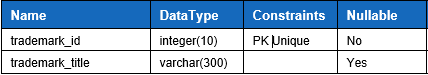 Name DataType Constraints Nullable
trademark_id integer(10) PK Unique No
trademark_title varchar(300) Yes